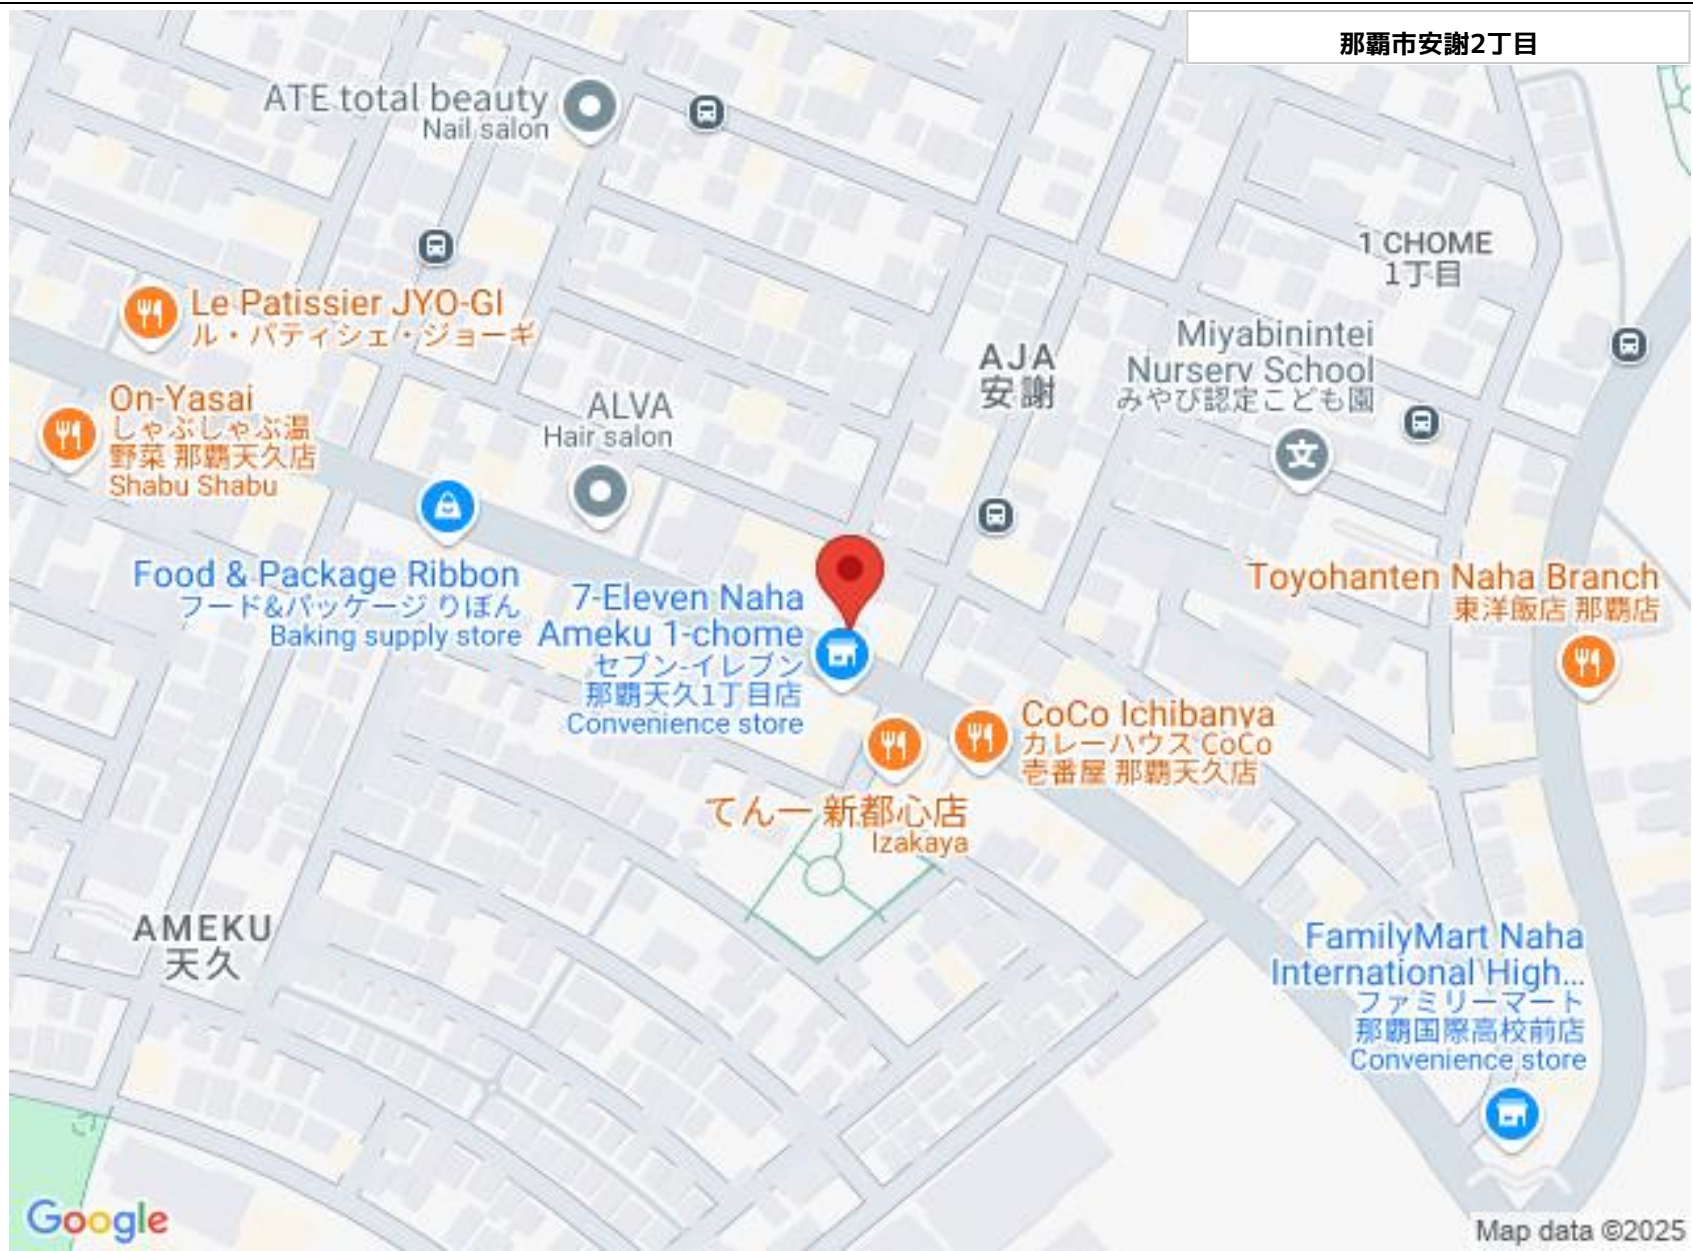 那覇市安謝2丁目
ATE total beauty
Nail salon
1 CHOME
1丁目
Le Patissier JYO-GI
ル・パティシェ・ジョーギ
Miyabinintei
Nursery School
みやび認定こども園
AJA
安謝
On-Yasai
しゃぶしゃぶ温
野菜 那覇天久店
Shabu Shabu
ALVA
Hair salon
Food & Package Ribbon
フード&パッケージ りぼん
Baking supply store
7-Eleven Naha
Ameku 1-chome
セブン-イレブン
那覇天久1丁目店
Convenience store
Toyohanten Naha Branch
東洋飯店 那覇店
CoCo Ichibanya
カレーハウス CoCo
壱番屋 那覇天久店
てん一 新都心店
Izakaya
AMEKU
天久
FamilyMart Naha
International High...
ファミリーマート
那覇国際高校前店
Convenience store
Google
Map data ©2025